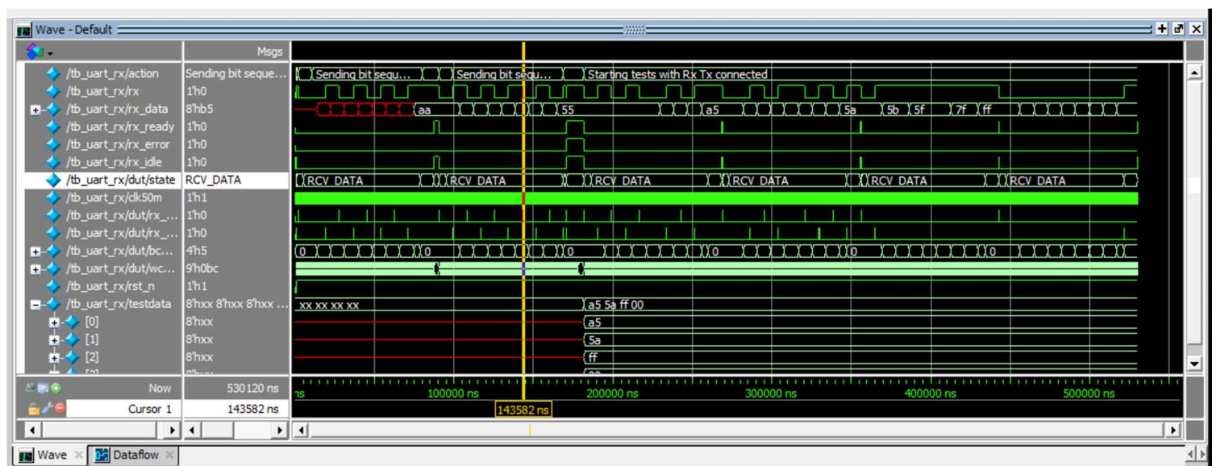 Wave - Default
Msgs
/tb_uart_rx/action Sending bit seque... Sending bit sequ... Sending bit sequ... Starting tests with Rx Tx connected
/tb_uart_rx/rx 1'h0
/tb_uart_rx/rx_data 8'hb5 aa 55 a5 5a 5b 5f 7f ff
/tb_uart_rx/rx_ready 1'h0
/tb_uart_rx/rx_error 1'h0
/tb_uart_rx/rx_idle 1'h0
/tb_uart_rx/dut/state RCV_DATA RCV_DATA RCV_DATA RCV_DATA RCV_DATA RCV_DATA RCV_DATA
/tb_uart_rx/clk50m 1'h1
/tb_uart_rx/dut/rx_... 1'h0
/tb_uart_rx/dut/rx_... 1'h0
/tb_uart_rx/dut/bc... 4'h5 0 0 0 0 0 0
/tb_uart_rx/dut/wc... 9'h0bc
/tb_uart_rx/rst_n 1'h1
/tb_uart_rx/testdata 8'hxx 8'hxx 8'hxx ... xx xx xx xx a5 5a ff 00
[0] 8'hxx a5
[1] 8'hxx 5a
[2] 8'hxx ff
Now 530120 ns ns 100000 ns 200000 ns 300000 ns 400000 ns 500000 ns
Cursor 1 143582 ns 143582 ns
Wave Dataflow